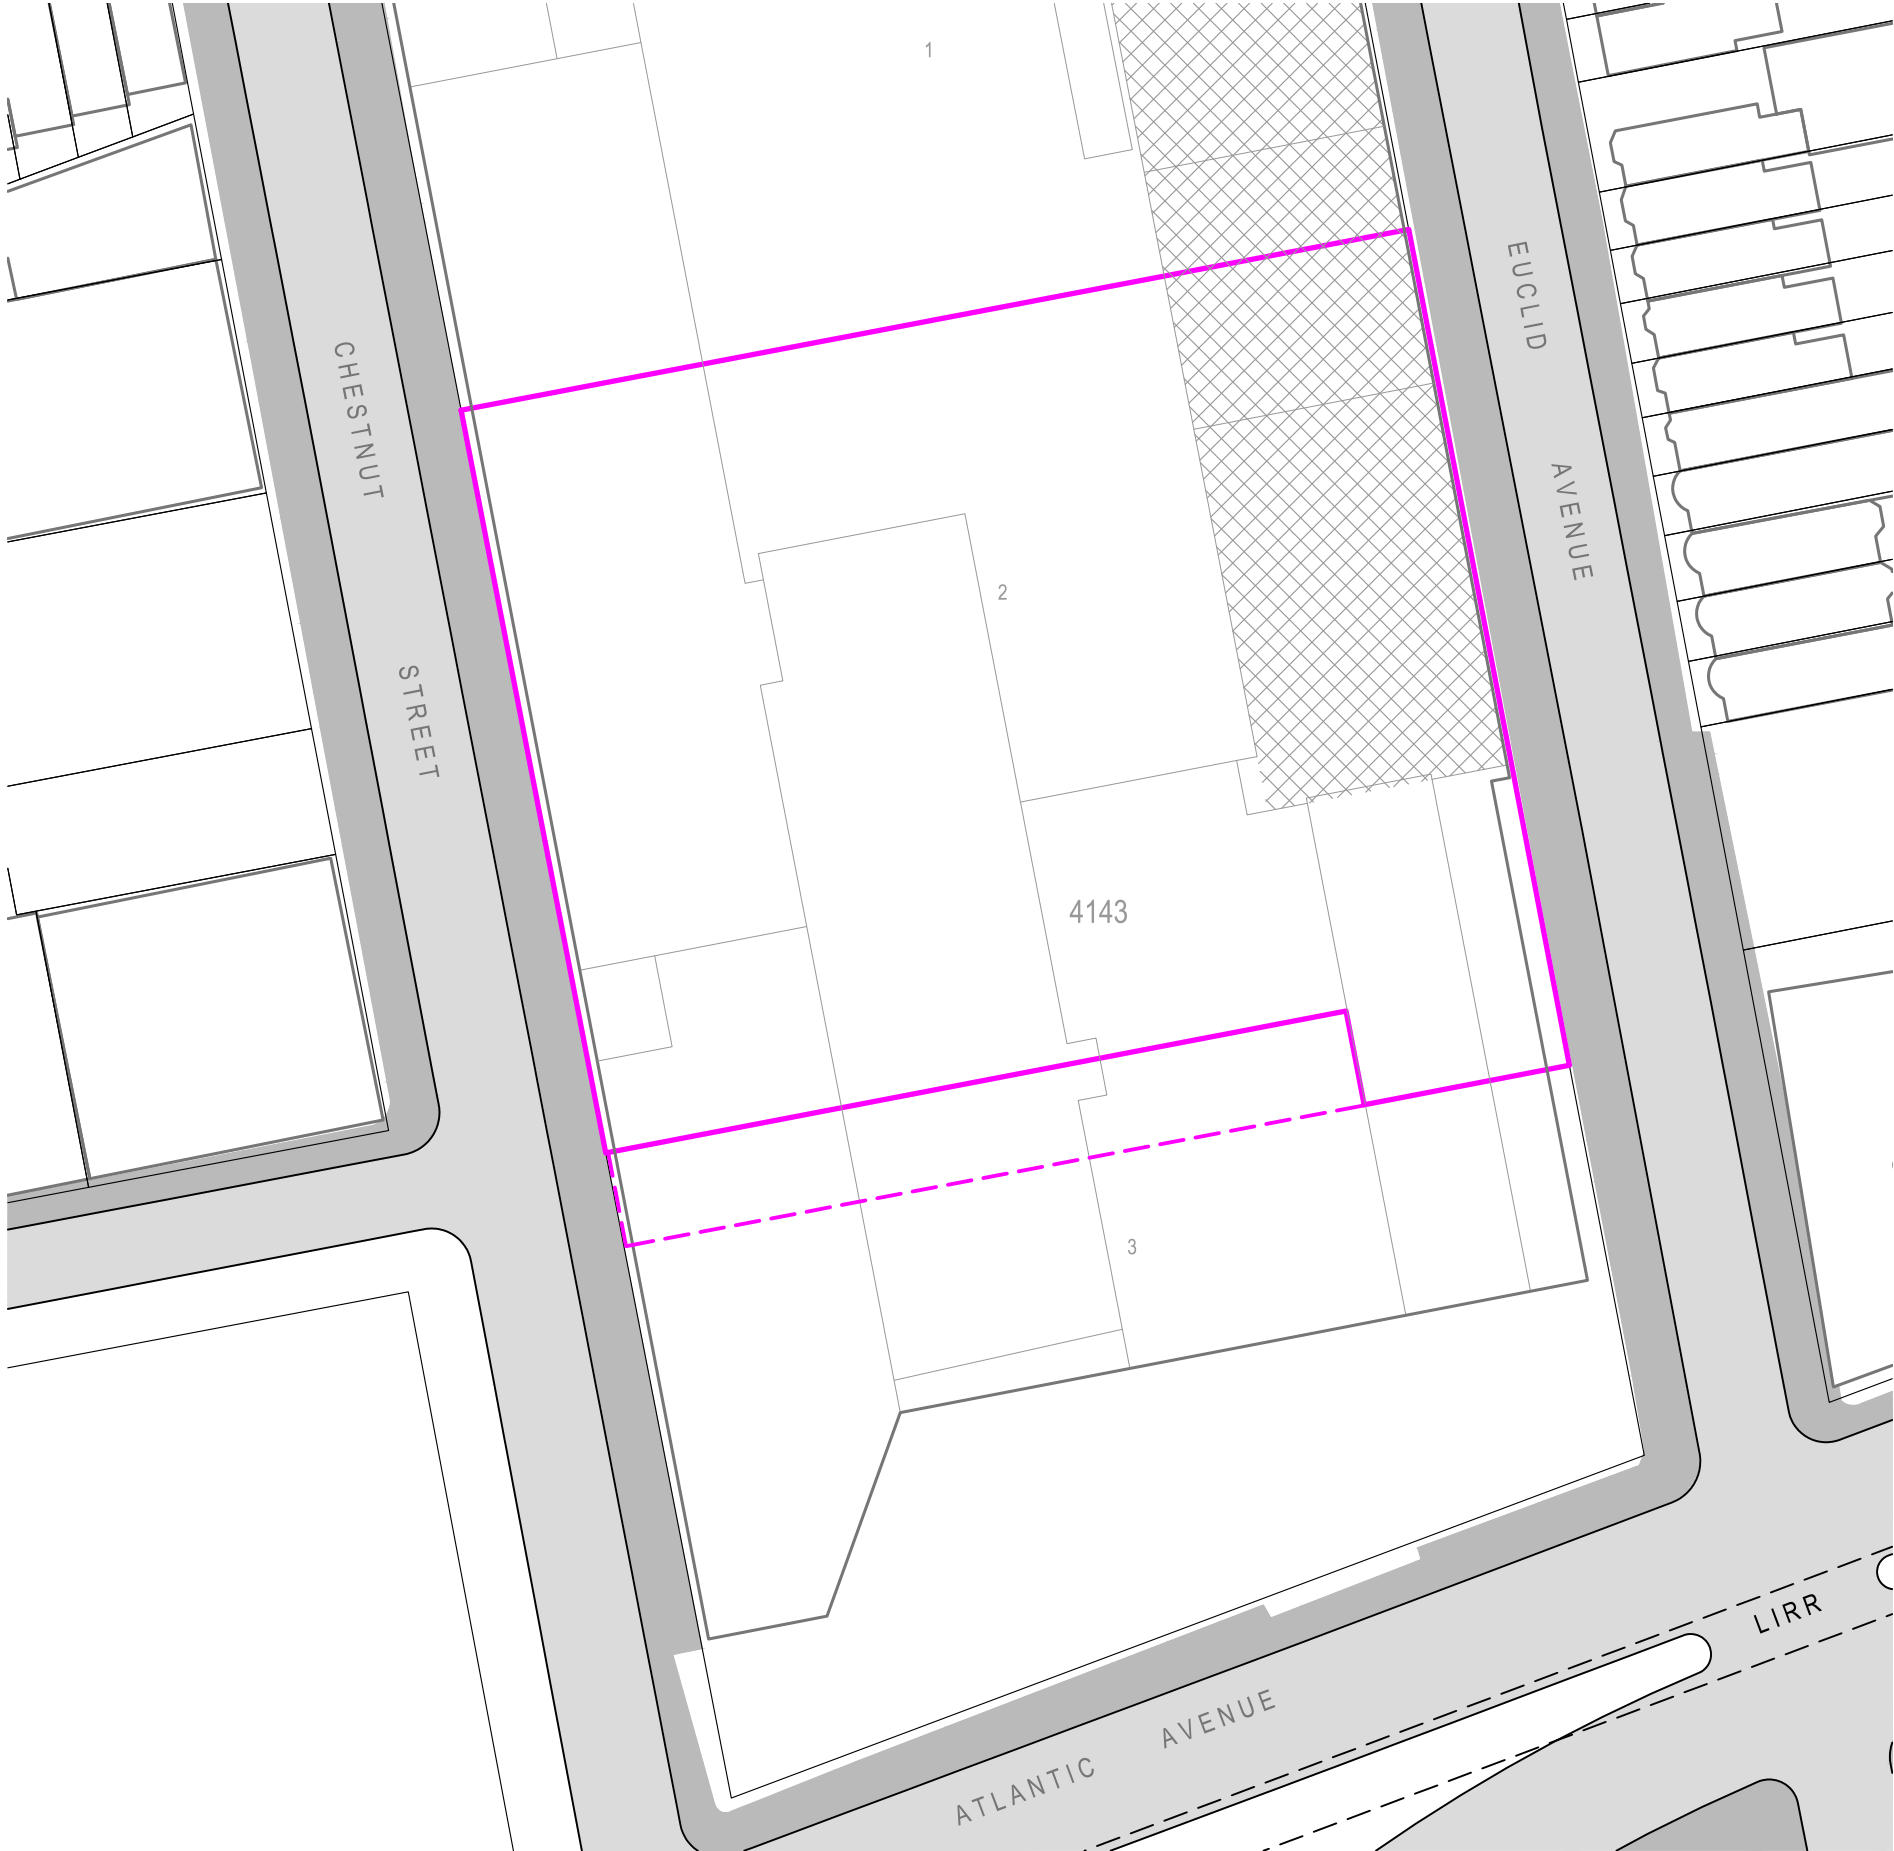 1
EUCLID AVENUE
CHESTNUT STREET
2
4143
3
LIRR
ATLANTIC AVENUE